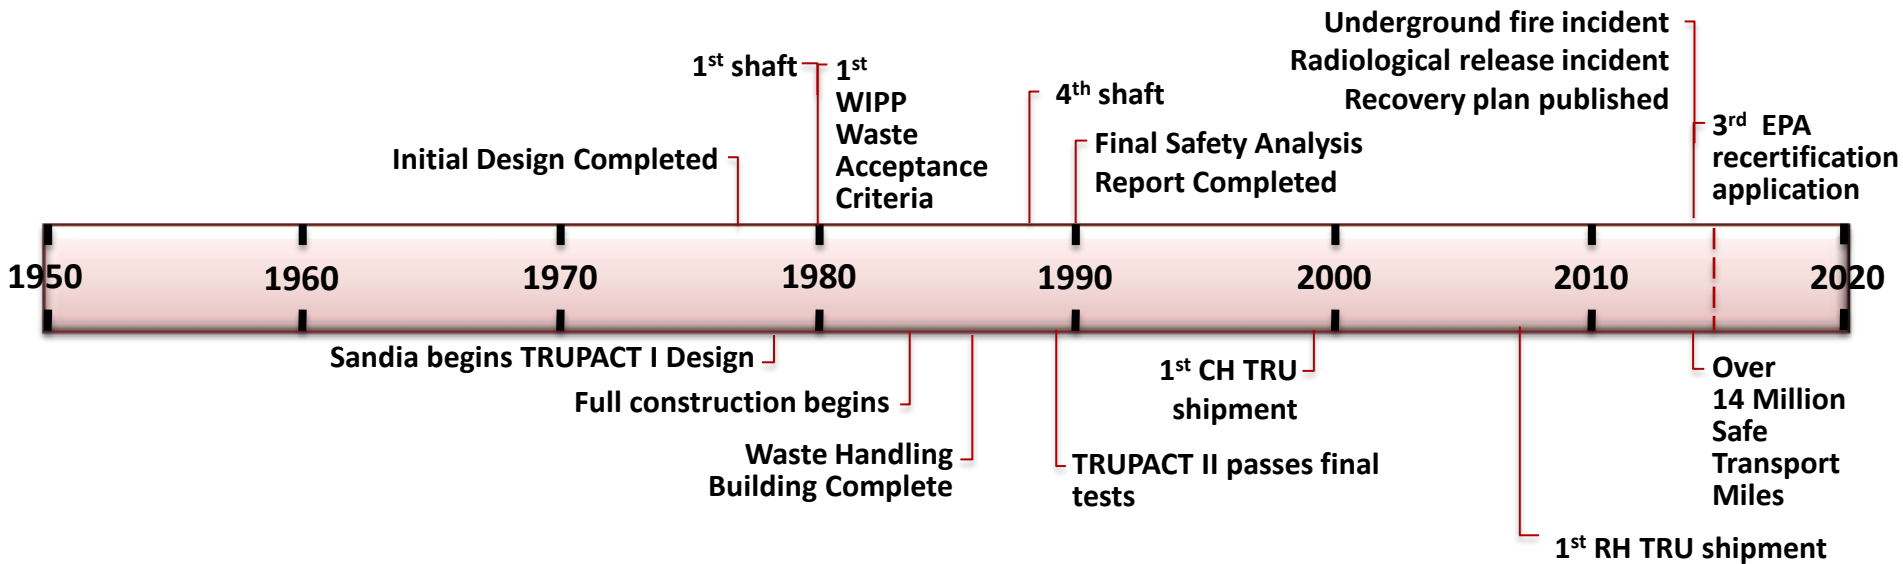 Underground fire incident
Radiological release incident
Recovery plan published
1st shaft
1st
WIPP
Waste
Acceptance
Criteria
4th shaft
Initial Design Completed
Final Safety Analysis
Report Completed
3rd EPA
recertification
application
1950 1960 1970 1980 1990 2000 2010 2020
Sandia begins TRUPACT I Design
Full construction begins
Waste Handling
Building Complete
TRUPACT II passes final
tests
1st CH TRU
shipment
Over
14 Million
Safe
Transport
Miles
1st RH TRU shipment